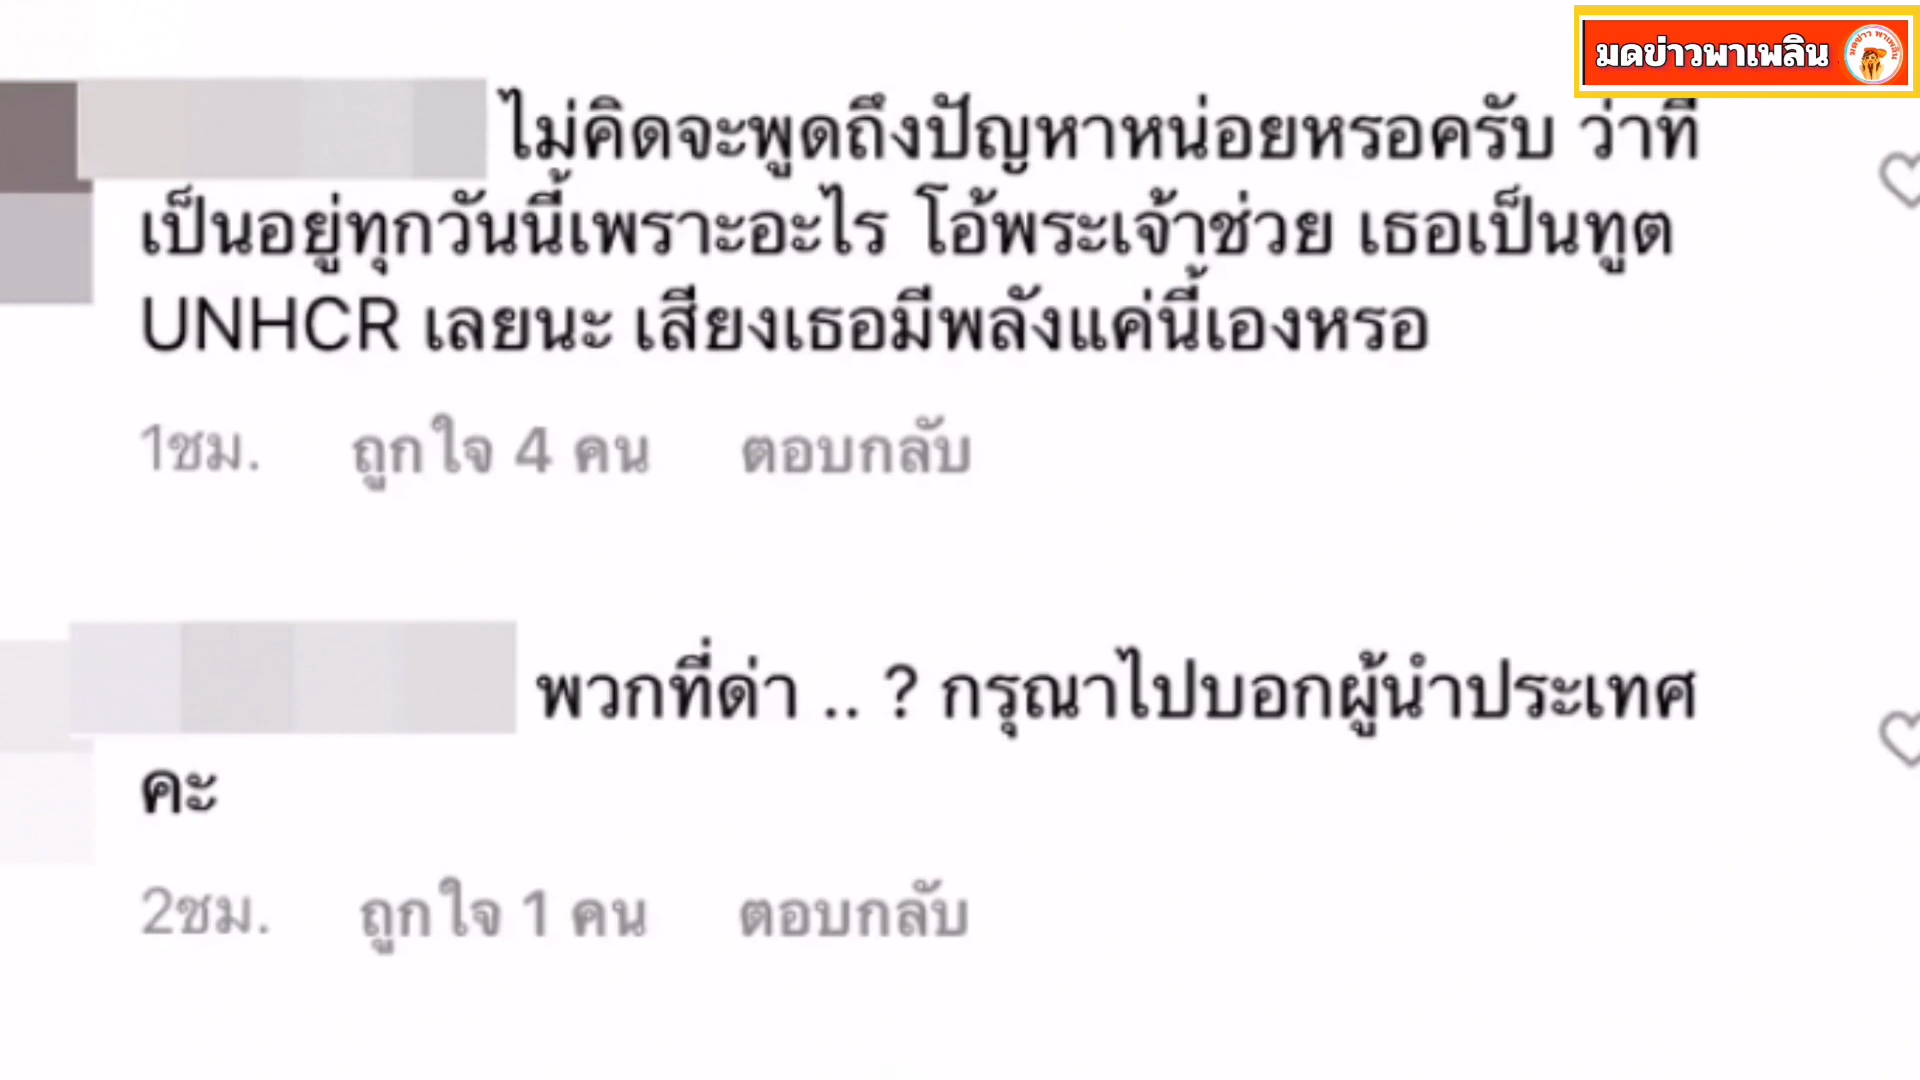 มดข่าวพาเพลิน
ไม่คิดจะพูดถึงปัญหาหน่อยหรอครับ ว่าที่
เป็นอยู่ทุกวันนี้เพราะอะไร โอ้พระเจ้าช่วย เธอเป็นทูต
UNHCR เลยนะ เสียงเธอมีพลังแค่นี้เองหรอ
1ชม. ถูกใจ 4 คน ตอบกลับ
พวกที่ด่า .. ? กรุณาไปบอกผู้นำประเทศ
คะ
2ชม. ถูกใจ 1 คน ตอบกลับ